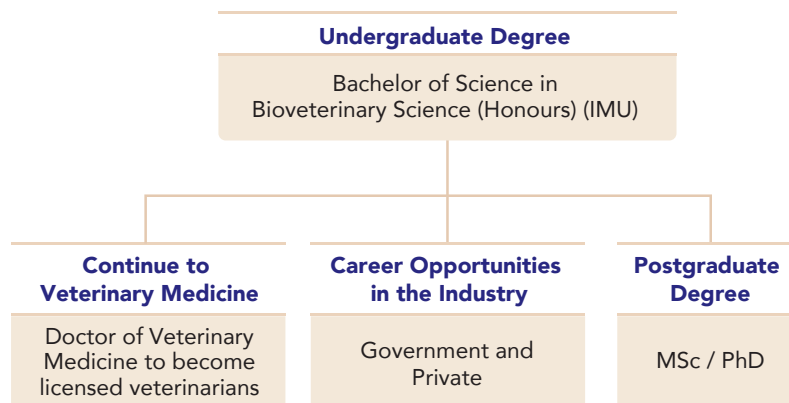 Undergraduate Degree
Bachelor of Science in
Bioveterinary Science (Honours) (IMU)
Continue to
Veterinary Medicine
Doctor of Veterinary
Medicine to become
licensed veterinarians
Career Opportunities
in the Industry
Government and
Private
Postgraduate
Degree
MSc / PhD